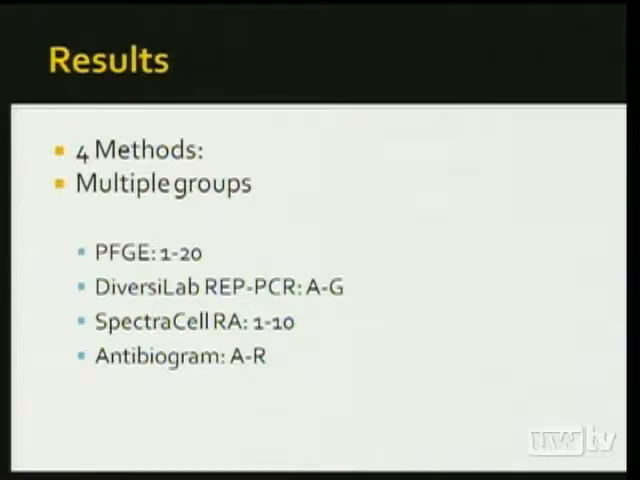 Results
4 Methods:
Multiple groups
PFGE: 1-20
DiversiLab REP-PCR: A-G
SpectraCell RA: 1-10
Antibiogram: A-R
uwtv